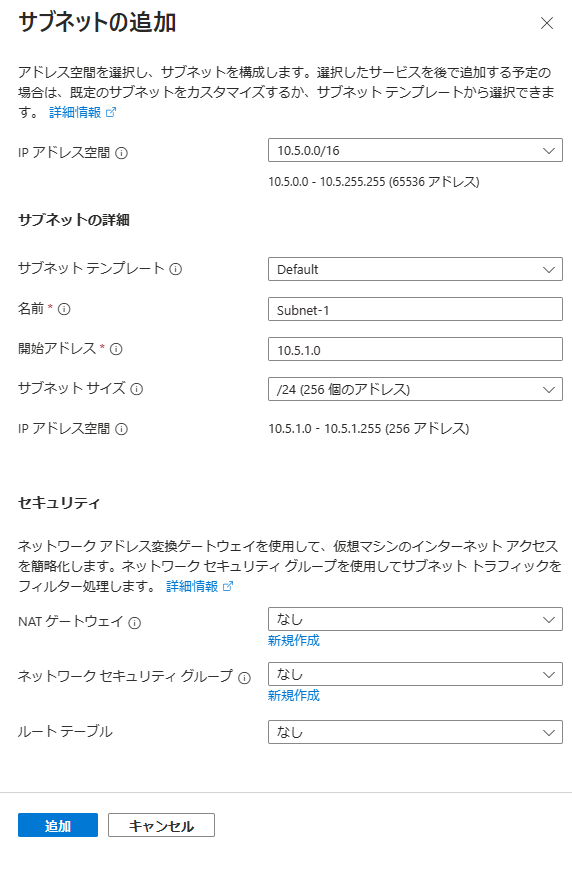 サブネットの追加
アドレス空間を選択し、サブネットを構成します。選択したサービスを後で追加する予定の
場合は、既定のサブネットをカスタマイズするか、サブネット テンプレートから選択できま
す。 詳細情報
IP アドレス空間 10.5.0.0/16
10.5.0.0 - 10.5.255.255 (65536 アドレス)
サブネットの詳細
サブネット テンプレート Default
名前 * Subnet-1
開始アドレス * 10.5.1.0
サブネット サイズ /24 (256 個のアドレス)
IP アドレス空間 10.5.1.0 - 10.5.1.255 (256 アドレス)
セキュリティ
ネットワーク アドレス変換ゲートウェイを使用して、仮想マシンのインターネット アクセス
を簡略化します。ネットワーク セキュリティ グループを使用してサブネット トラフィックを
フィルター処理します。 詳細情報
NAT ゲートウェイ なし
新規作成
ネットワーク セキュリティ グループ なし
新規作成
ルート テーブル なし
追加 キャンセル